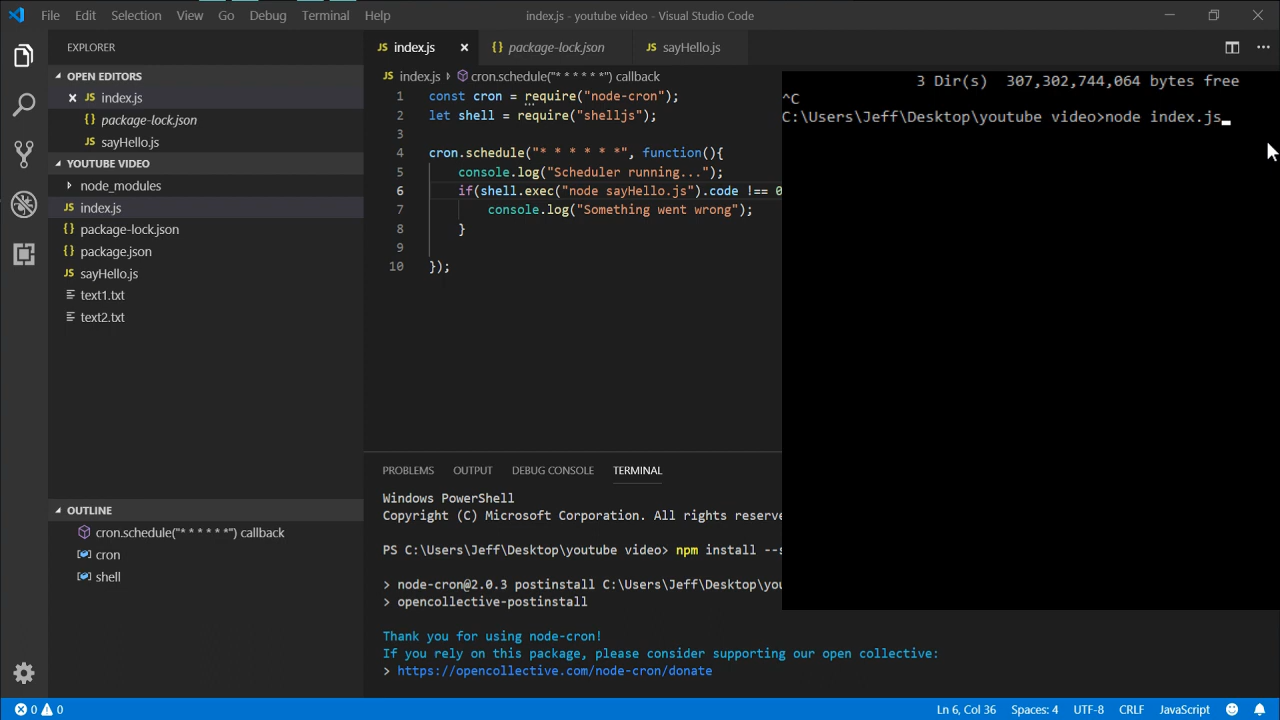 File Edit Selection View Go Debug Terminal Help
index.js - youtube video - Visual Studio Code
EXPLORER
OPEN EDITORS
index.js
package-lock.json
sayHello.js
YOUTUBE VIDEO
node_modules
index.js
package-lock.json
package.json
sayHello.js
text1.txt
text2.txt
OUTLINE
cron.schedule("* * * * * *") callback
cron
shell
index.js package-lock.json sayHello.js
index.js › cron.schedule("* * * * * *") callback
1 const cron = require("node-cron");
2 let shell = require("shelljs");
3
4 cron.schedule("* * * * * *", function(){
5 console.log("Scheduler running...");
6 if(shell.exec("node sayHello.js").code !== 0
7 console.log("Something went wrong");
8 }
9
10 });
3 Dir(s) 307,302,744,064 bytes free
^C
C:\Users\Jeff\Desktop\youtube video>node index.js
PROBLEMS OUTPUT DEBUG CONSOLE TERMINAL
Windows PowerShell
Copyright (C) Microsoft Corporation. All rights reserve
PS C:\Users\Jeff\Desktop\youtube video> npm install --s
> node-cron@2.0.3 postinstall C:\Users\Jeff\Desktop\you
> opencollective-postinstall
Thank you for using node-cron!
If you rely on this package, please consider supporting our open collective:
> https://opencollective.com/node-cron/donate
0 0
Ln 6, Col 36 Spaces: 4 UTF-8 CRLF JavaScript